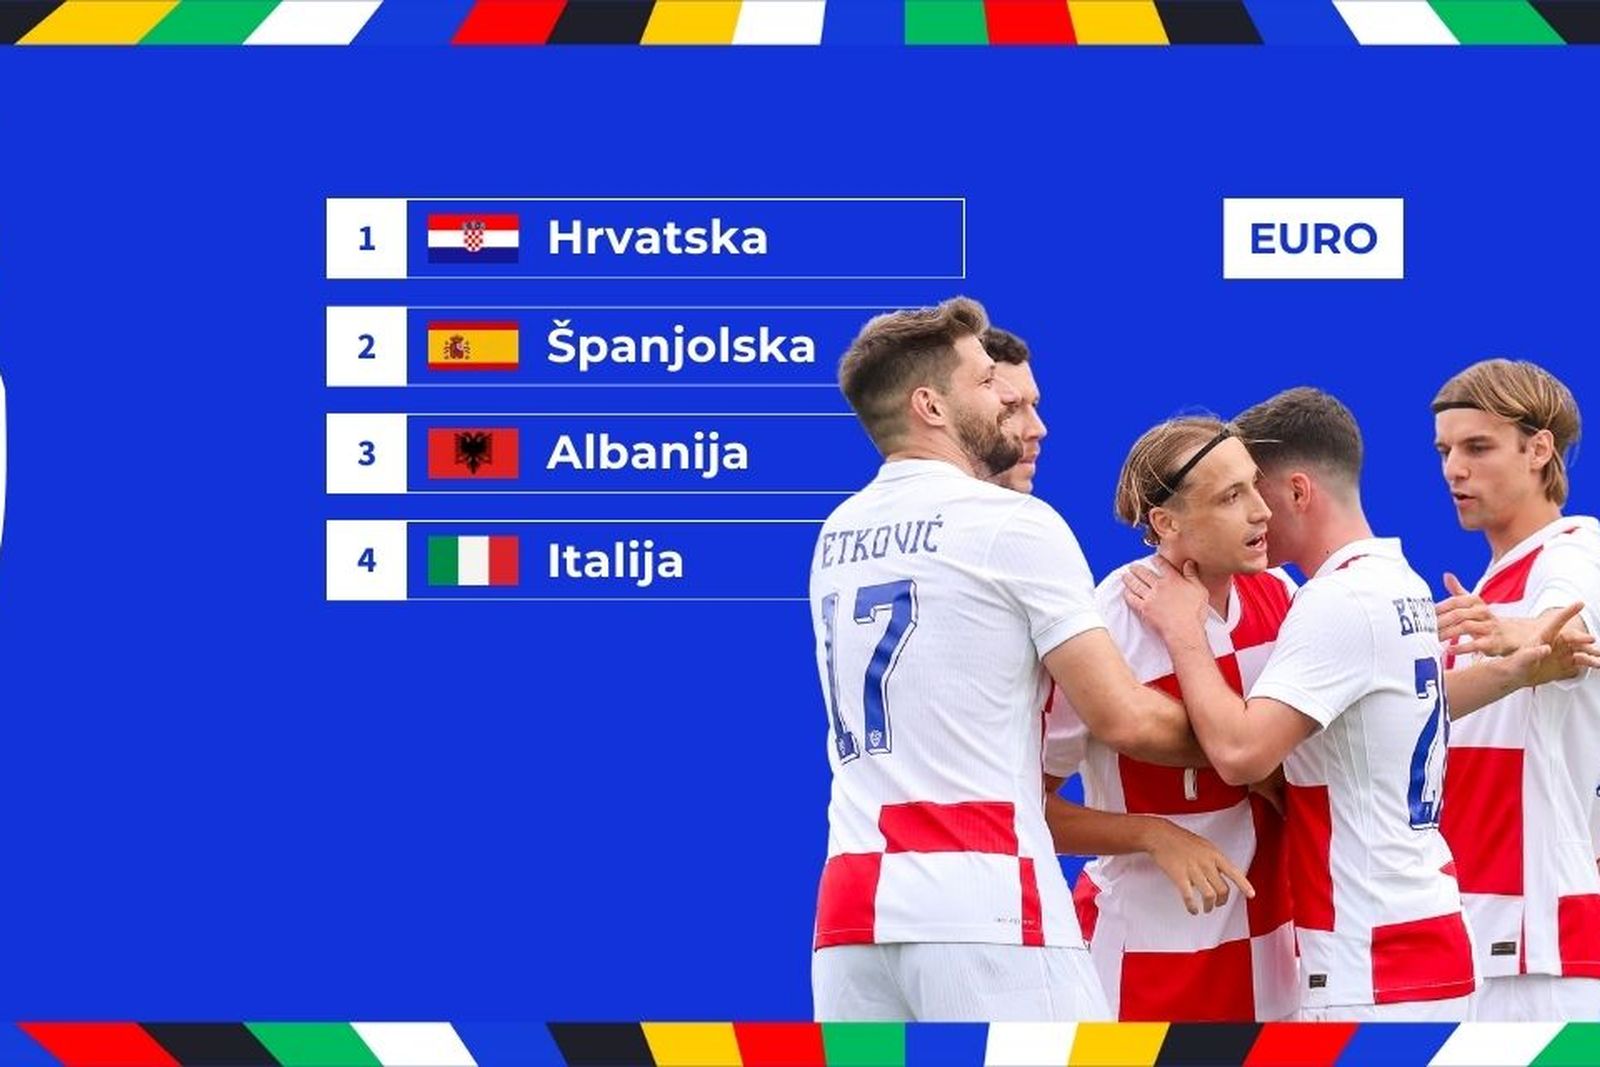 1 Hrvatska
EURO
2 Španjolska
3 Albanija
4 Italija
ETKOVIĆ
17